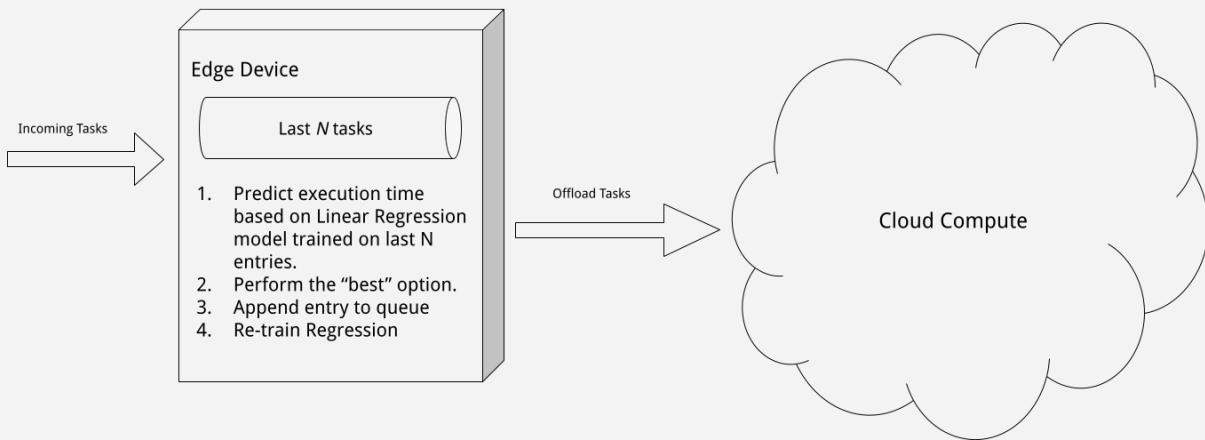 Incoming Tasks
Edge Device
Last N tasks
1. Predict execution time
based on Linear Regression
model trained on last N
entries.
2. Perform the “best” option.
3. Append entry to queue
4. Re-train Regression
Offload Tasks
Cloud Compute